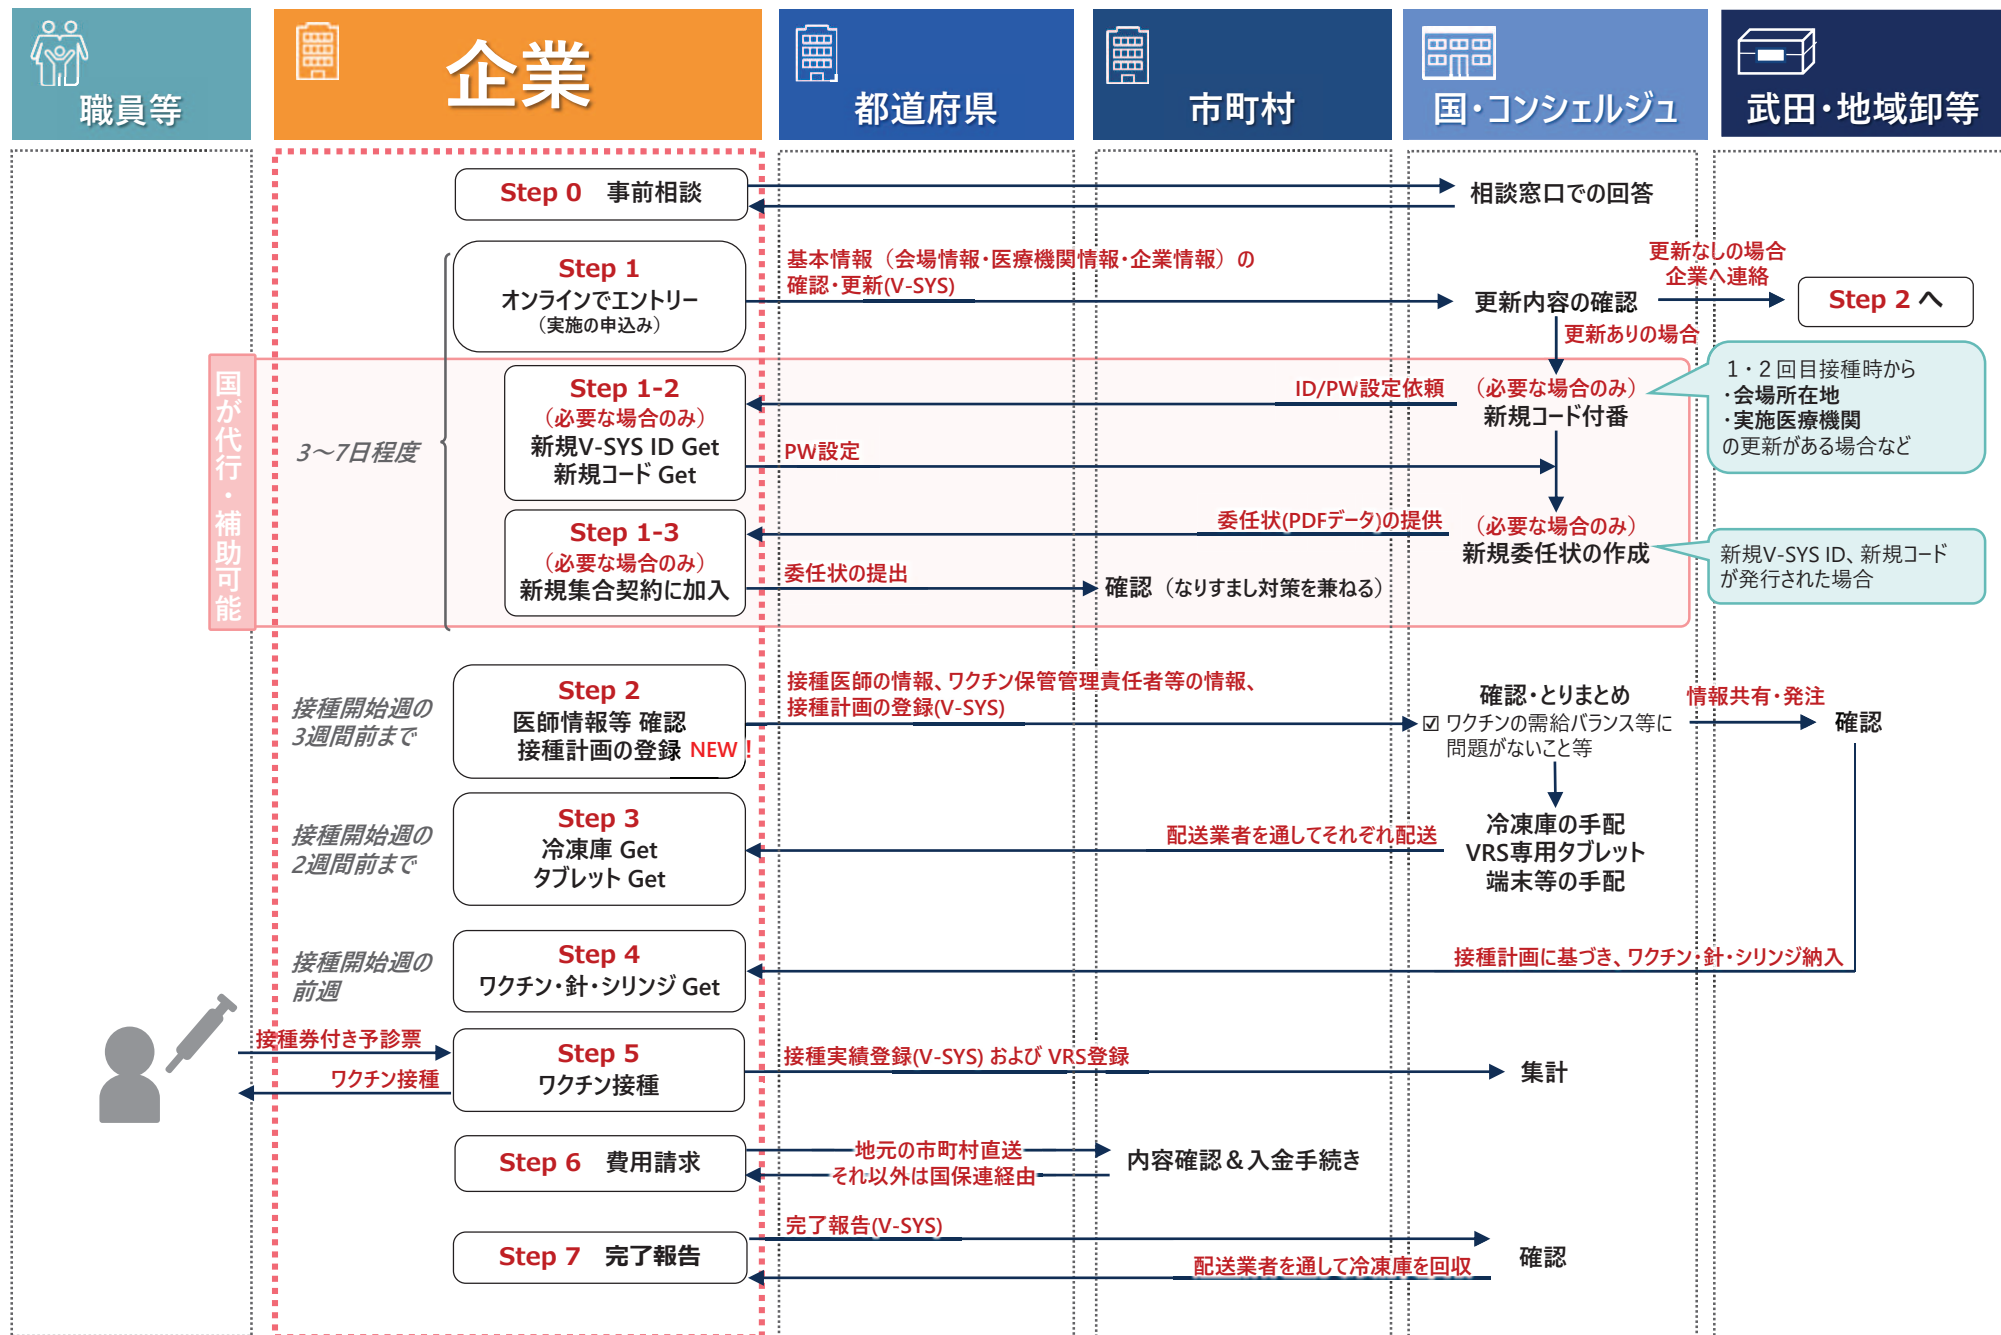 職員等
企業
都道府県
市町村
国・コンシェルジュ
武田・地域卸等
Step 0　事前相談
相談窓口での回答
Step 1
オンラインでエントリー
（実施の申込み）
基本情報（会場情報・医療機関情報・企業情報）の
確認・更新(V-SYS)
更新内容の確認
更新なしの場合
企業へ連絡
Step 2 へ
更新ありの場合
国が代行・補助可能
3～7日程度
Step 1-2
（必要な場合のみ）
新規V-SYS ID Get
新規コード Get
ID/PW設定依頼
（必要な場合のみ）
新規コード付番
1・2回目接種時から
・会場所在地
・実施医療機関
の更新がある場合など
PW設定
Step 1-3
（必要な場合のみ）
新規集合契約に加入
委任状(PDFデータ)の提供
（必要な場合のみ）
新規委任状の作成
新規V-SYS ID、新規コード
が発行された場合
委任状の提出
確認（なりすまし対策を兼ねる）
接種開始週の
3週間前まで
Step 2
医師情報等 確認
接種計画の登録 NEW！
接種医師の情報、ワクチン保管管理責任者等の情報、
接種計画の登録(V-SYS)
確認・とりまとめ
☑ ワクチンの需給バランス等に
問題がないこと等
情報共有・発注
確認
接種開始週の
2週間前まで
Step 3
冷凍庫 Get
タブレット Get
配送業者を通してそれぞれ配送
冷凍庫の手配
VRS専用タブレット
端末等の手配
接種開始週の
前週
Step 4
ワクチン・針・シリンジ Get
接種計画に基づき、ワクチン・針・シリンジ納入
接種券付き予診票
ワクチン接種
Step 5
ワクチン接種
接種実績登録(V-SYS) および VRS登録
集計
Step 6　費用請求
地元の市町村直送
それ以外は国保連経由
内容確認＆入金手続き
Step 7　完了報告
完了報告(V-SYS)
配送業者を通して冷凍庫を回収
確認